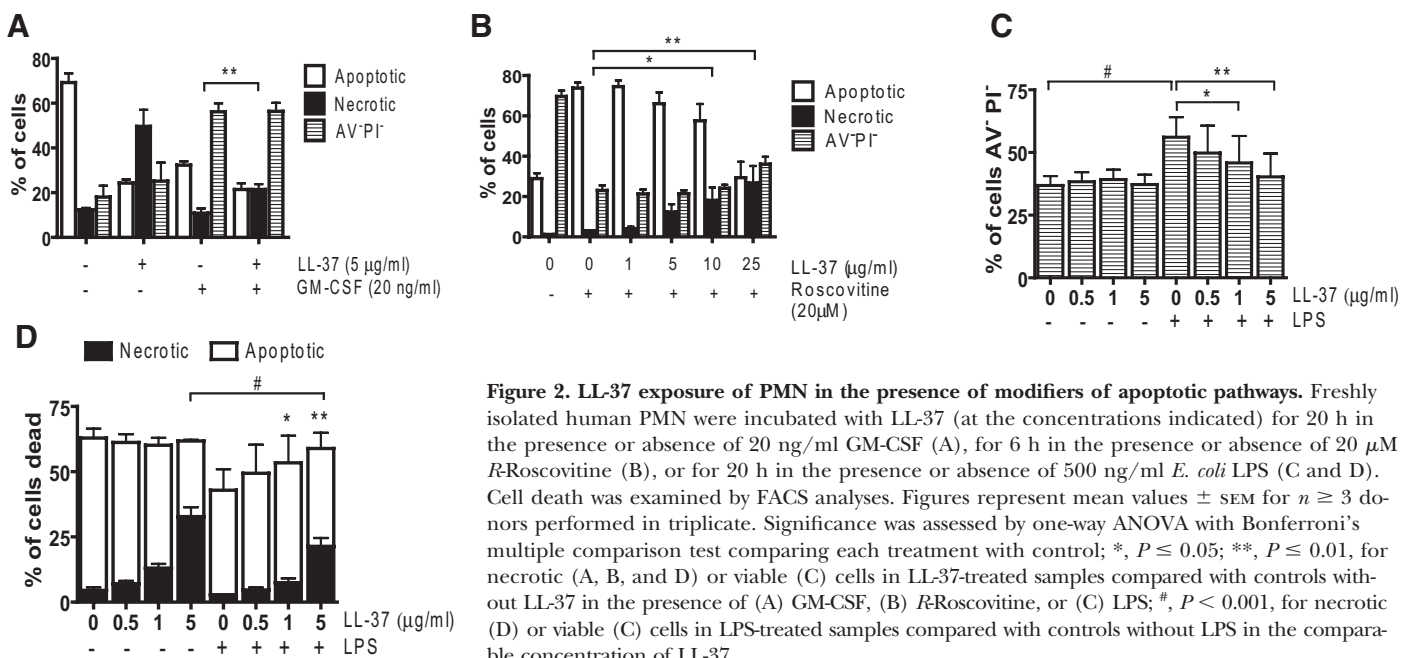 A
B
C
80
60
40
20
0
% of cells
**
Apoptotic
Necrotic
AV-PI-
- + - + LL-37 (5 µg/ml)
- - + + GM-CSF (20 ng/ml)
80
60
40
20
0
% of cells
**
*
Apoptotic
Necrotic
AV-PI-
0 0 1 5 10 25 LL-37 (µg/ml)
- + + + + + Roscovitine
(20µM)
75
50
25
0
% of cells AV-PI-
#
**
*
0 0.5 1 5 0 0.5 1 5 LL-37 (µg/ml)
- - - - + + + + LPS
D
Necrotic Apoptotic
75
50
25
0
% of cells dead
#
* **
0 0.5 1 5 0 0.5 1 5 LL-37 (µg/ml)
- - - - + + + + LPS
Figure 2. LL-37 exposure of PMN in the presence of modifiers of apoptotic pathways. Freshly
isolated human PMN were incubated with LL-37 (at the concentrations indicated) for 20 h in
the presence or absence of 20 ng/ml GM-CSF (A), for 6 h in the presence or absence of 20 µM
R-Roscovitine (B), or for 20 h in the presence or absence of 500 ng/ml E. coli LPS (C and D).
Cell death was examined by FACS analyses. Figures represent mean values ± SEM for n ≥ 3 do-
nors performed in triplicate. Significance was assessed by one-way ANOVA with Bonferroni's
multiple comparison test comparing each treatment with control; *, P ≤ 0.05; **, P ≤ 0.01, for
necrotic (A, B, and D) or viable (C) cells in LL-37-treated samples compared with controls with-
out LL-37 in the presence of (A) GM-CSF, (B) R-Roscovitine, or (C) LPS; #, P < 0.001, for necrotic
(D) or viable (C) cells in LPS-treated samples compared with controls without LPS in the compara-
ble concentration of LL-37.